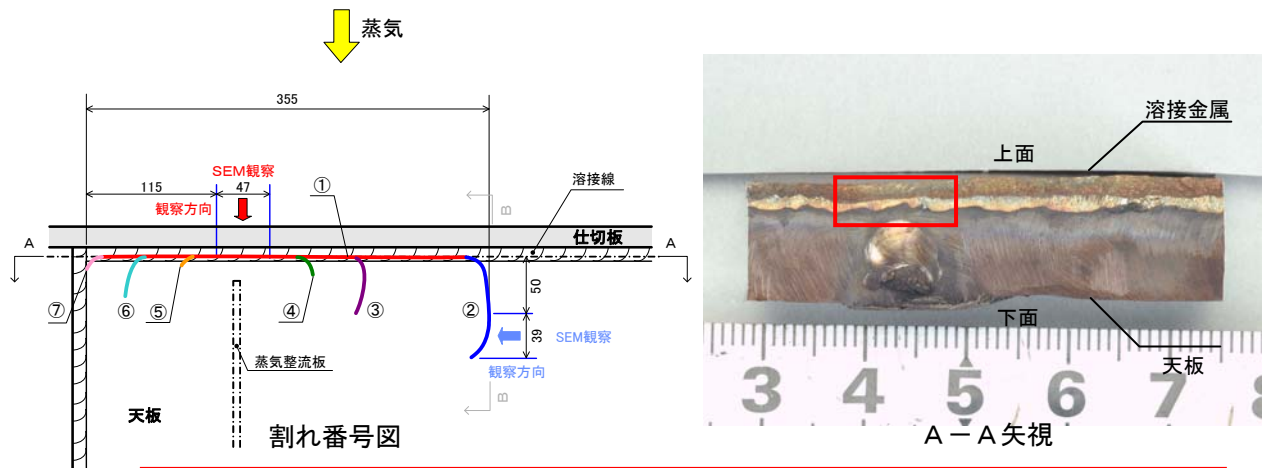 蒸気
355
SEM観察
115
47
①
観察方向
溶接線
B
A
仕切板
A
⑦
⑥
⑤
④
③
②
50
39
SEM観察
観察方向
蒸気整流板
B
天板
割れ番号図
溶接金属
上面
下面
天板
3 4 5 6 7 8
A-A矢視